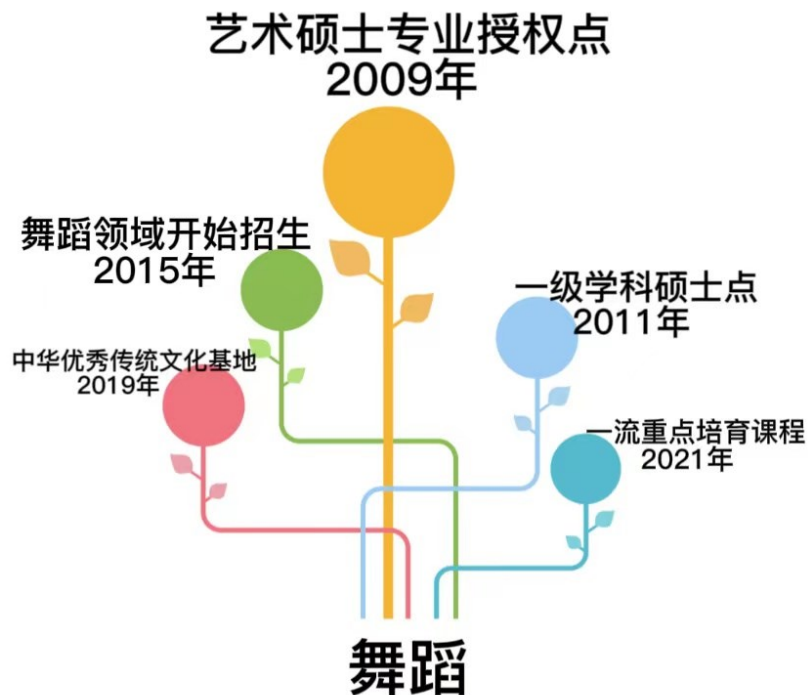 艺术硕士专业授权点
2009年
舞蹈领域开始招生
2015年
一级学科硕士点
2011年
中华优秀传统文化基地
2019年
一流重点培育课程
2021年
舞蹈